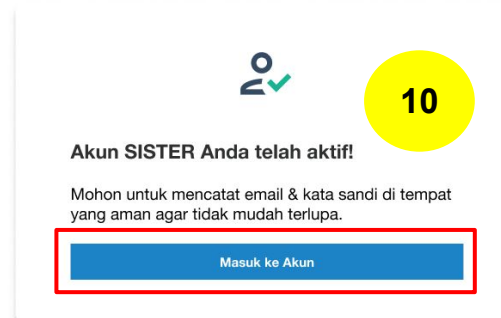 10
Akun SISTER Anda telah aktif!
Mohon untuk mencatat email & kata sandi di tempat
yang aman agar tidak mudah terlupa.
Masuk ke Akun